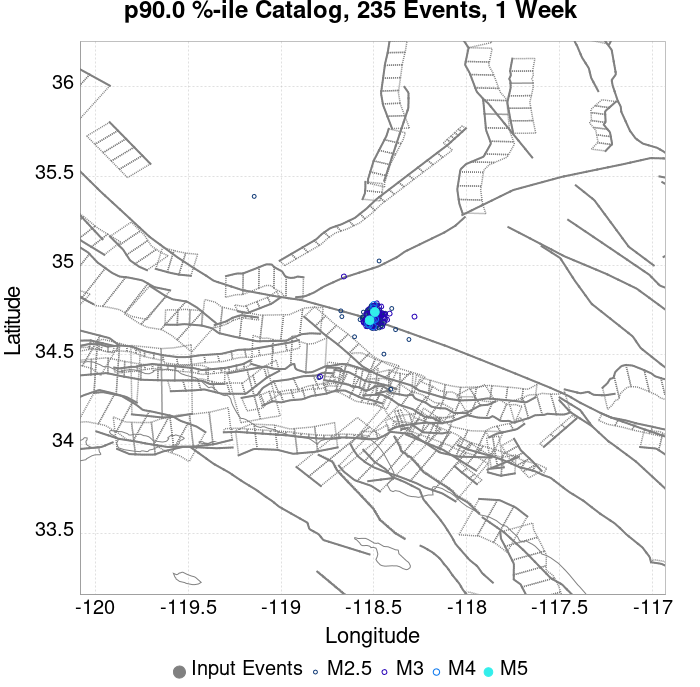 p90.0 %-ile Catalog, 235 Events, 1 Week
36
35.5
35
34.5
34
33.5
Latitude
-120 -119.5 -119 -118.5 -118 -117.5 -117
Longitude
Input Events M2.5 M3 M4 M5